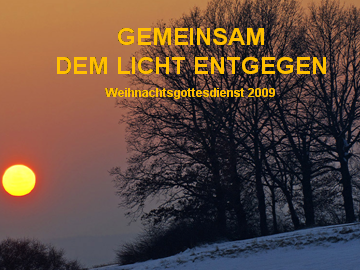 GEMEINSAM
DEM LICHT ENTGEGEN
Weihnachtsgottesdienst 2009